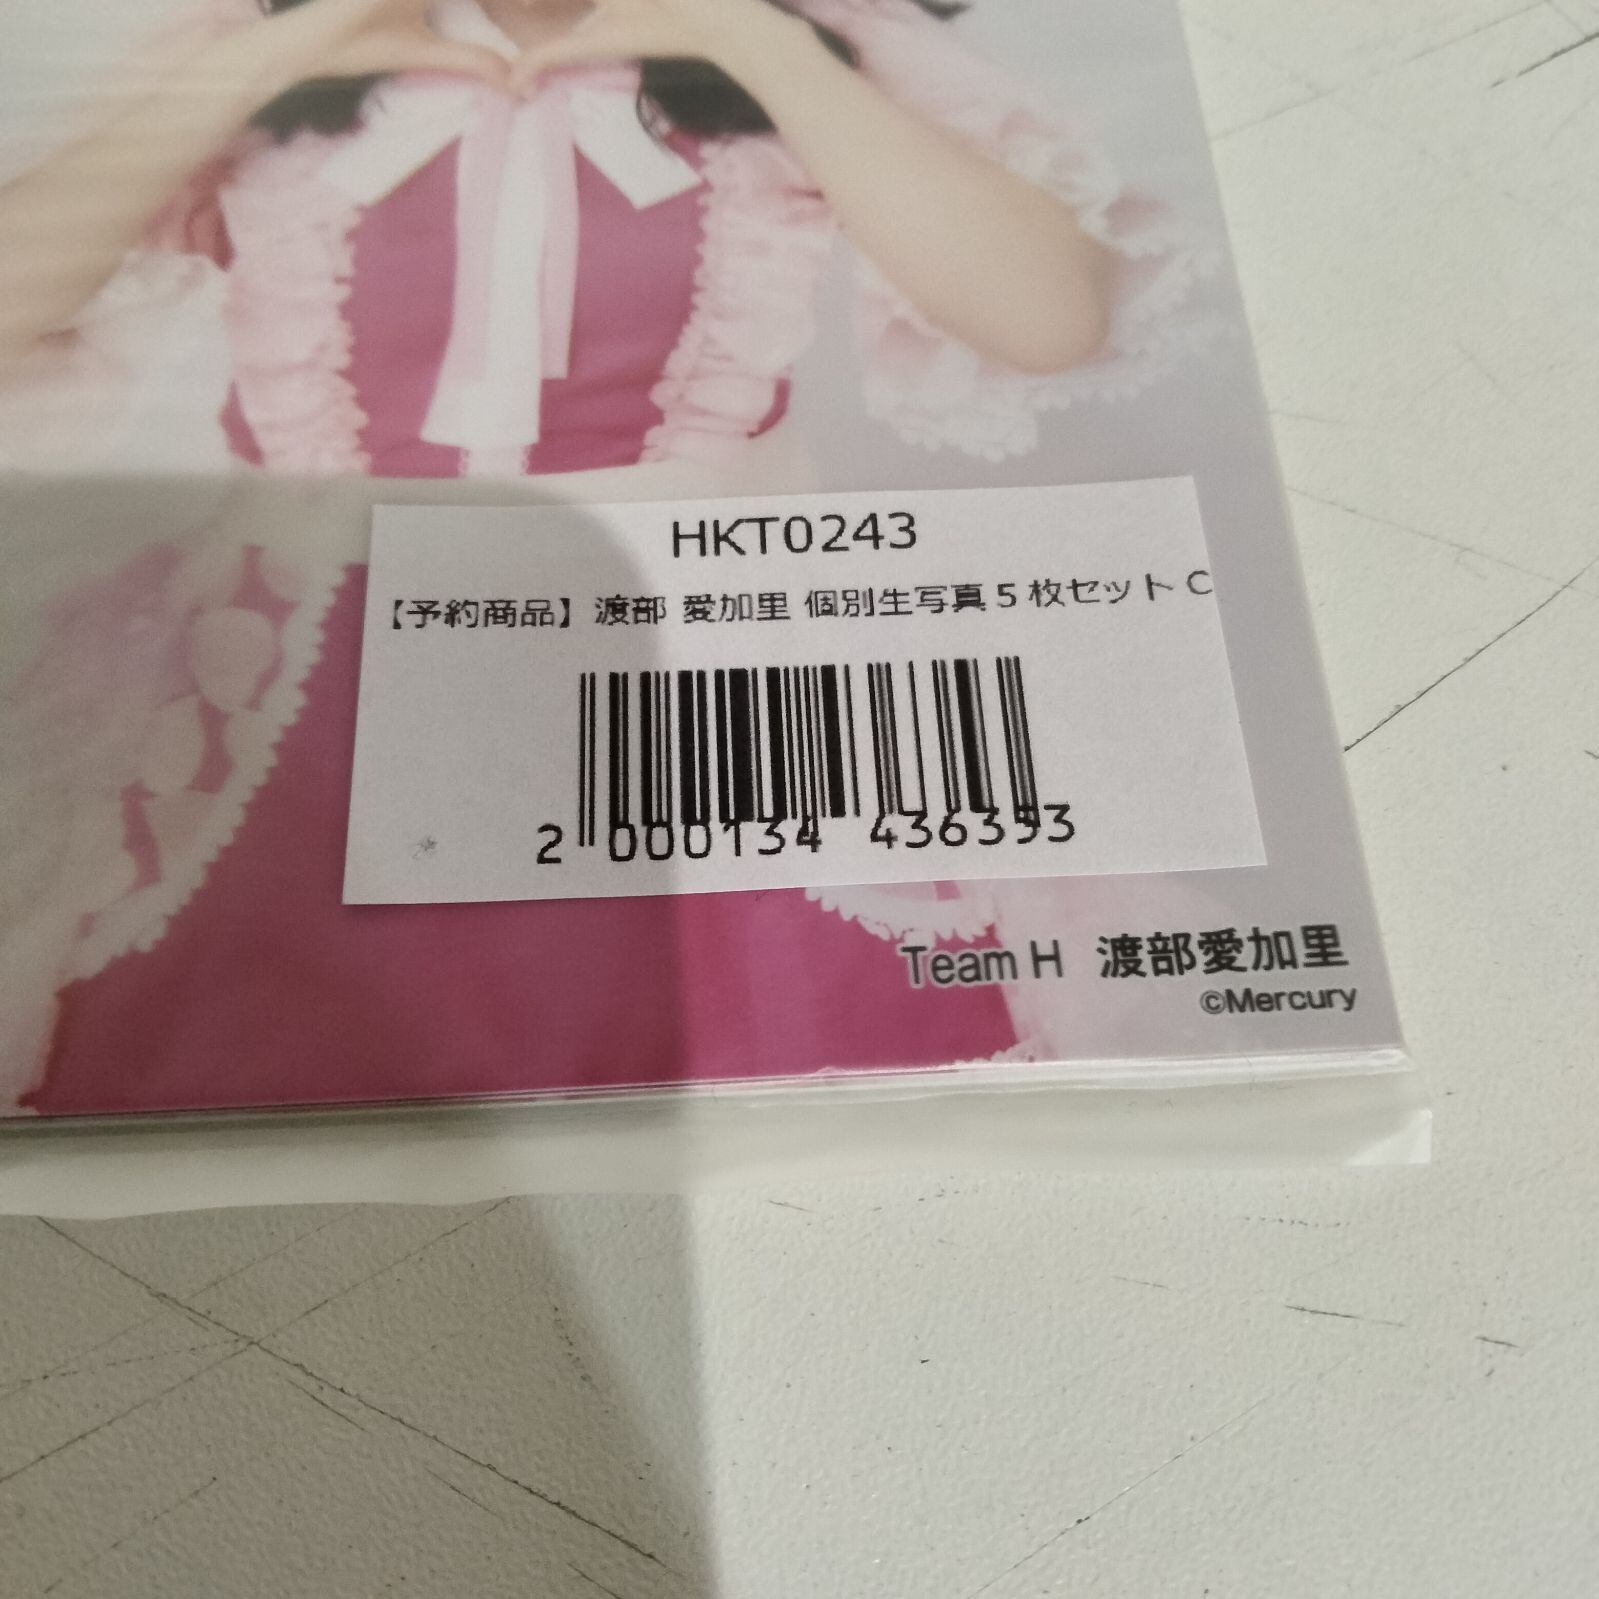 HKT0243
【予約商品】 渡部 愛加里 個別生写真５枚セット C
2 000134 436393
Team H 渡部愛加里
©Mercury